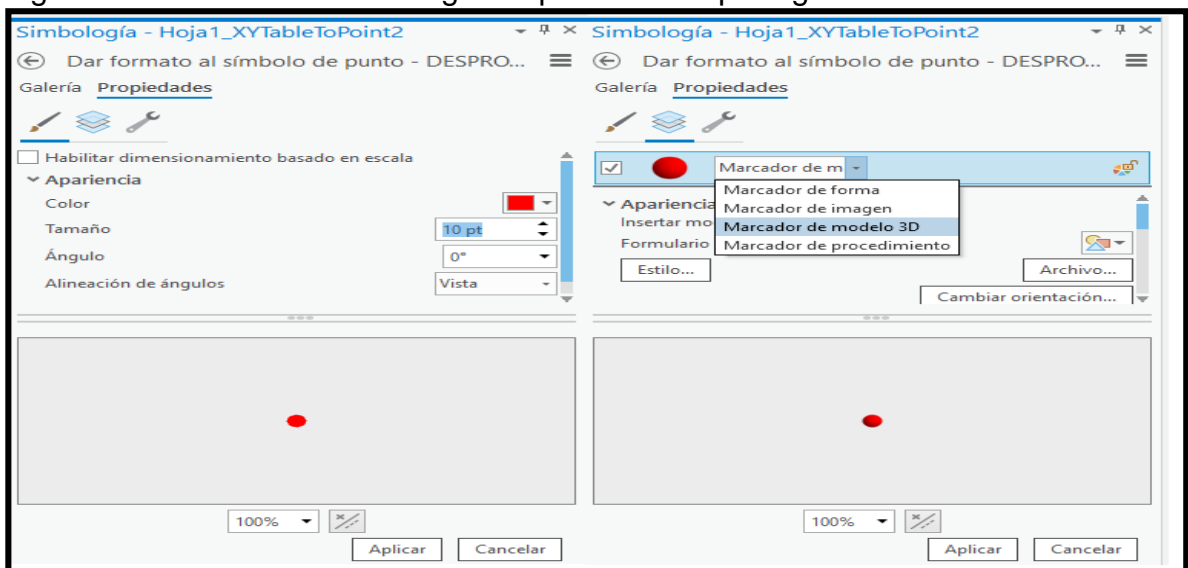 Simbología - Hoja1_XYTableToPoint2
Dar formato al símbolo de punto - DESPRO...
Galería Propiedades
Habilitar dimensionamiento basado en escala
Apariencia
Color
Tamaño 10 pt
Ángulo 0°
Alineación de ángulos Vista
100%
Aplicar Cancelar
Simbología - Hoja1_XYTableToPoint2
Dar formato al símbolo de punto - DESPRO...
Galería Propiedades
Marcador de m
Marcador de forma
Marcador de imagen
Marcador de modelo 3D
Marcador de procedimiento
Apariencia
Insertar mo
Formulario
Estilo... Archivo...
Cambiar orientación...
100%
Aplicar Cancelar